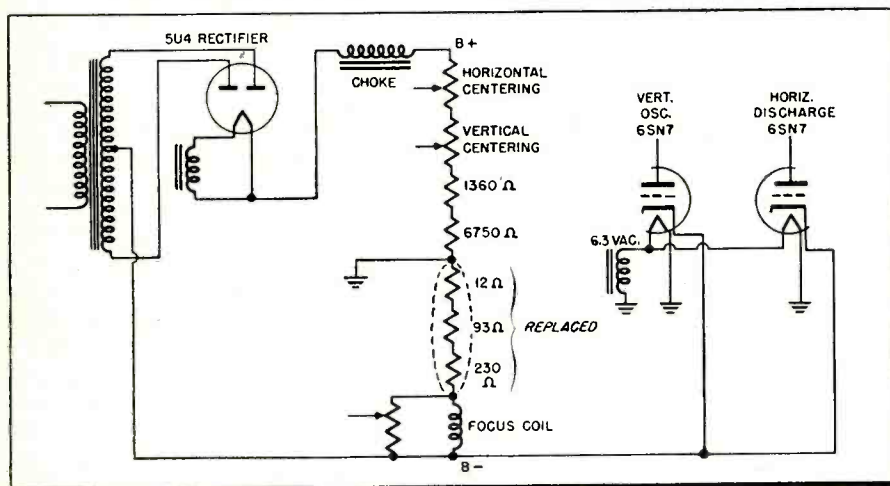 5U4 RECTIFIER
CHOKE
B+
HORIZONTAL
CENTERING
VERTICAL
CENTERING
1360 Ω
6750 Ω
12 Ω
93 Ω
230
Ω
REPLACED
FOCUS COIL
B-
VERT.
OSC.
6SN7
HORIZ.
DISCHARGE
6SN7
6.3 VAC.